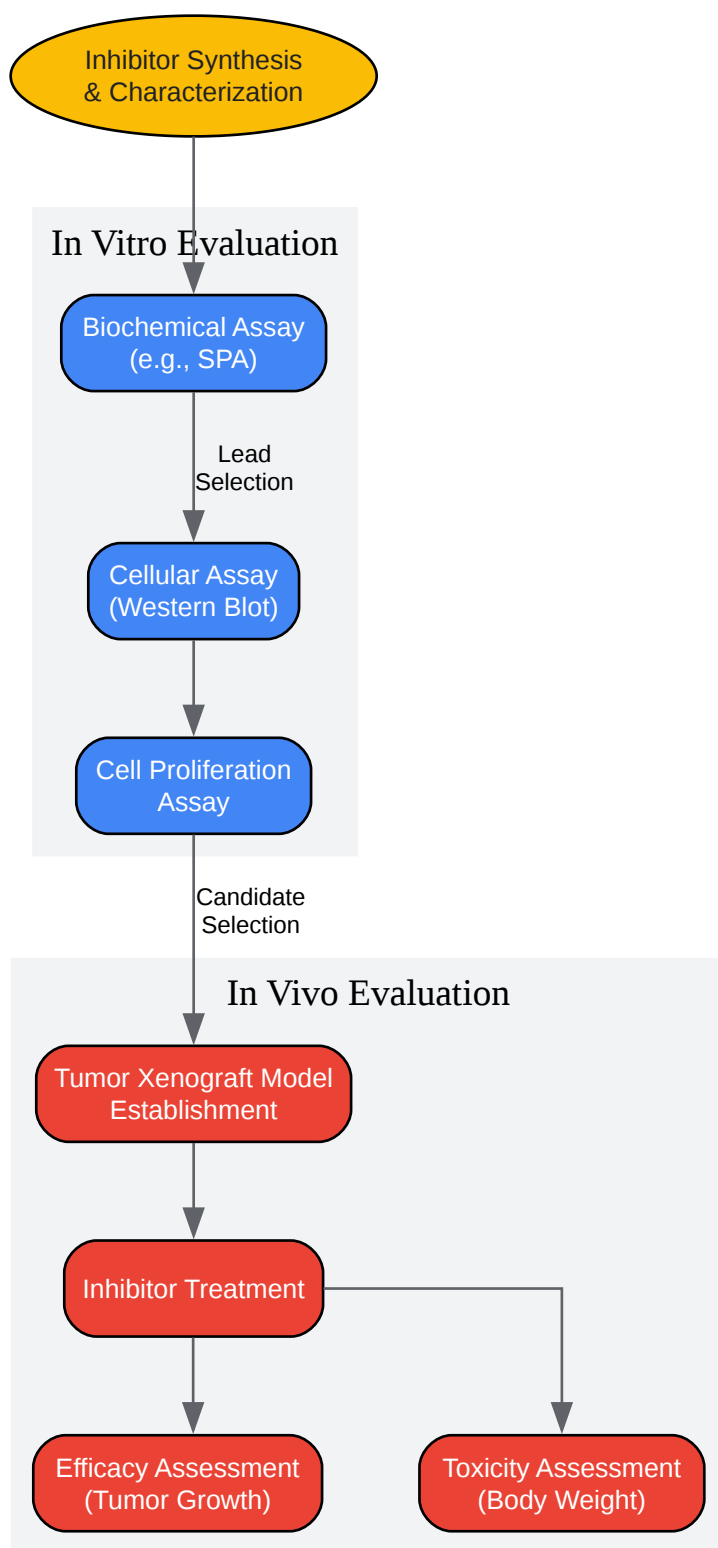 Inhibitor Synthesis
& Characterization
In Vitro Evaluation
Biochemical Assay
(e.g., SPA)
Lead
Selection
Cellular Assay
(Western Blot)
Cell Proliferation
Assay
Candidate
Selection
In Vivo Evaluation
Tumor Xenograft Model
Establishment
Inhibitor Treatment
Efficacy Assessment
(Tumor Growth)
Toxicity Assessment
(Body Weight)